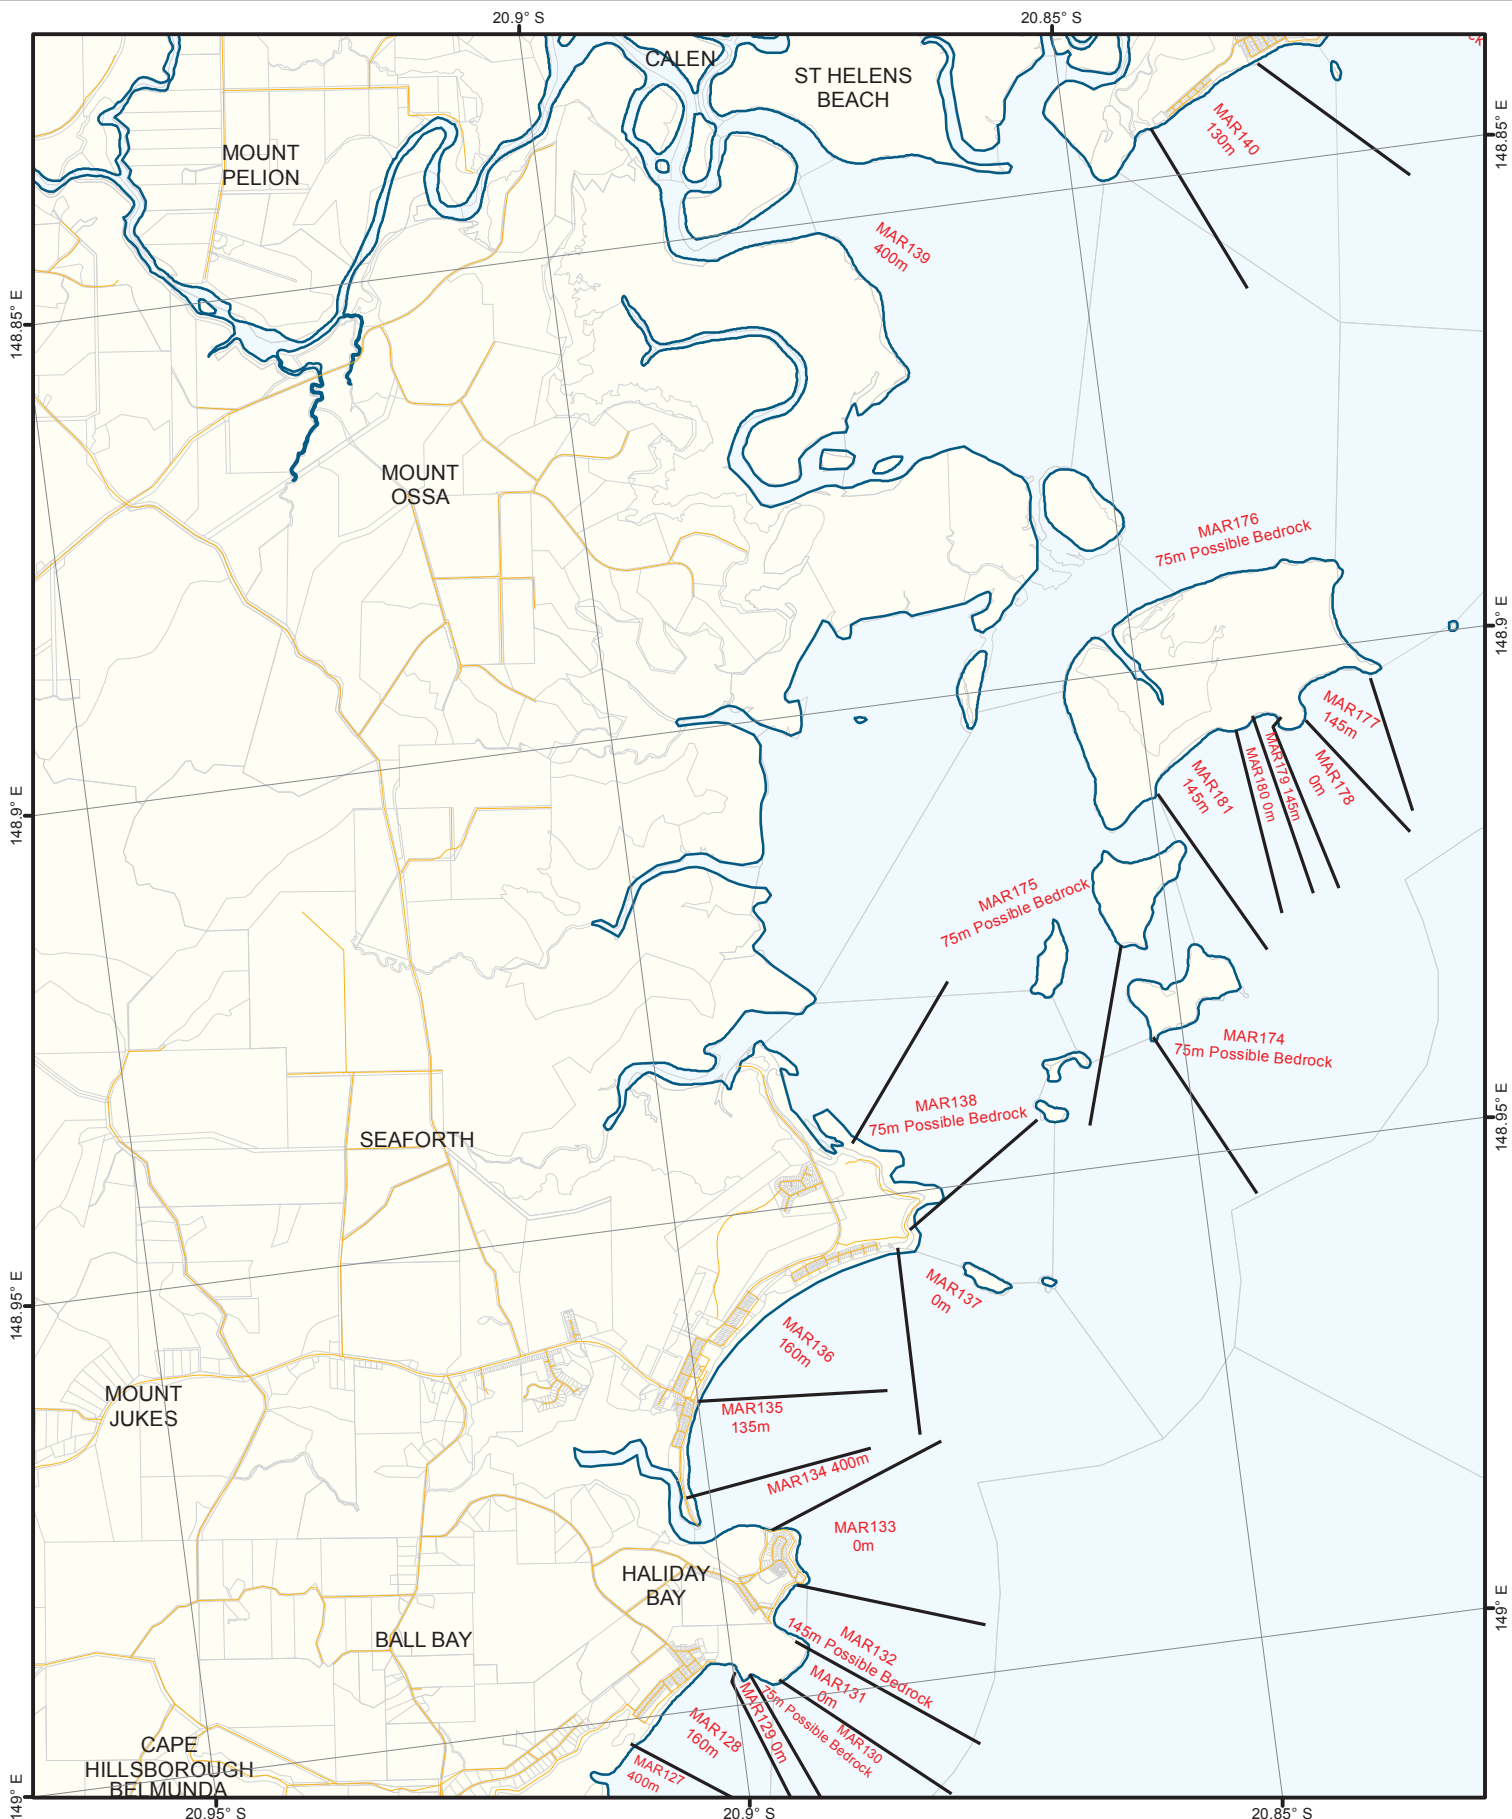 20.9° S
20.85° S
CALEN
ST HELENS
BEACH
ck
MAR140
130m
148.85° E
MOUNT
PELION
MAR139
400m
148.85° E
MOUNT
OSSA
MAR176
75m Possible Bedrock
148.9° E
MAR177
145m
MAR178
0m
MAR179 145m
MAR180 0m
MAR181
145m
148.9° E
MAR175
75m Possible Bedrock
MAR174
75m Possible Bedrock
MAR138
75m Possible Bedrock
148.95° E
SEAFORTH
MAR137
0m
148.95° E
MAR136
160m
MOUNT
JUKES
MAR135
135m
MAR134 400m
MAR133
0m
HALIDAY
BAY
149° E
BALL BAY
MAR132
145m Possible Bedrock
MAR131
0m
MAR130
75m Possible Bedrock
MAR129 0m
MAR128
160m
MAR127
400m
CAPE
HILLSBOROUGH
BELMUNDA
149° E
20.95° S
20.9° S
20.85° S